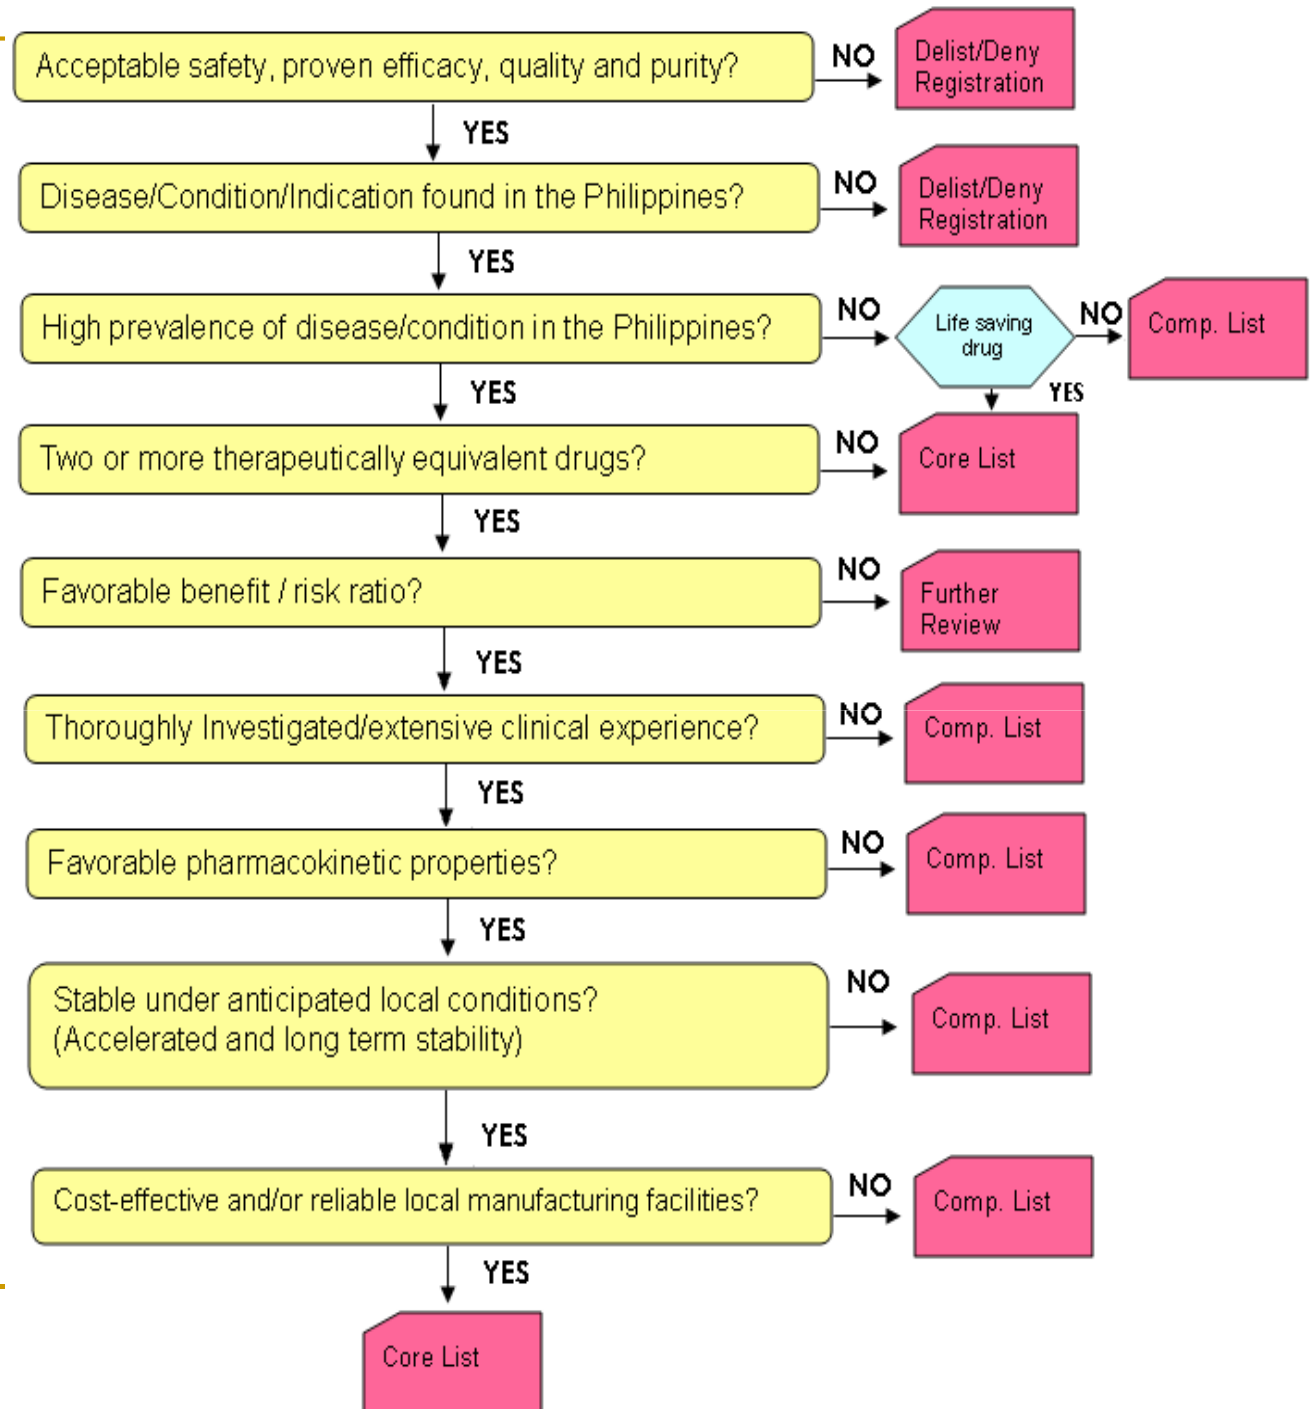 Acceptable safety, proven efficacy, quality and purity?
NO
Delist/Deny
Registration
YES
Disease/Condition/Indication found in the Philippines?
NO
Delist/Deny
Registration
YES
High prevalence of disease/condition in the Philippines?
NO
Life saving
drug
NO
Comp. List
YES
YES
Two or more therapeutically equivalent drugs?
NO
Core List
YES
Favorable benefit / risk ratio?
NO
Further
Review
YES
Thoroughly Investigated/extensive clinical experience?
NO
Comp. List
YES
Favorable pharmacokinetic properties?
NO
Comp. List
YES
Stable under anticipated local conditions?
(Accelerated and long term stability)
NO
Comp. List
YES
Cost-effective and/or reliable local manufacturing facilities?
NO
Comp. List
YES
Core List